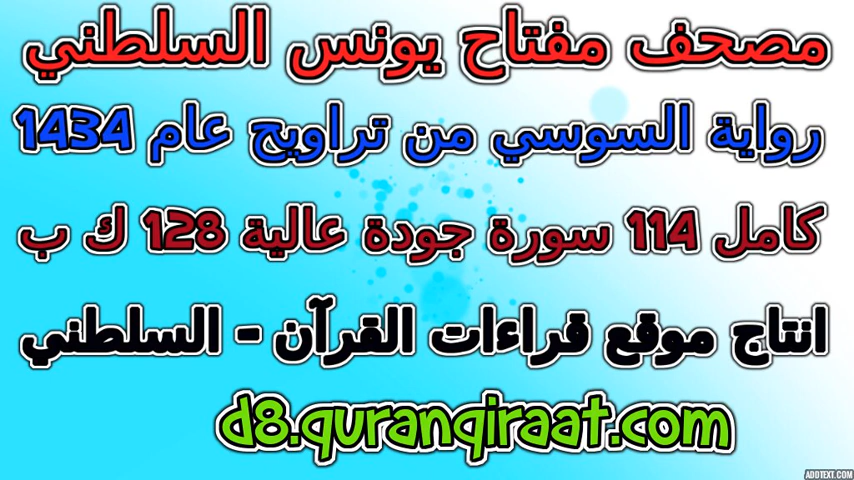 مصحف مفتاح يونس السلطني
رواية السوسي من تراويح عام 1434
كامل 114 سورة جودة عالية 128 ك ب
انتاج موقع قراءات القرآن - السلطني
d8.quranqiraat.com
ADDTEXT.COM